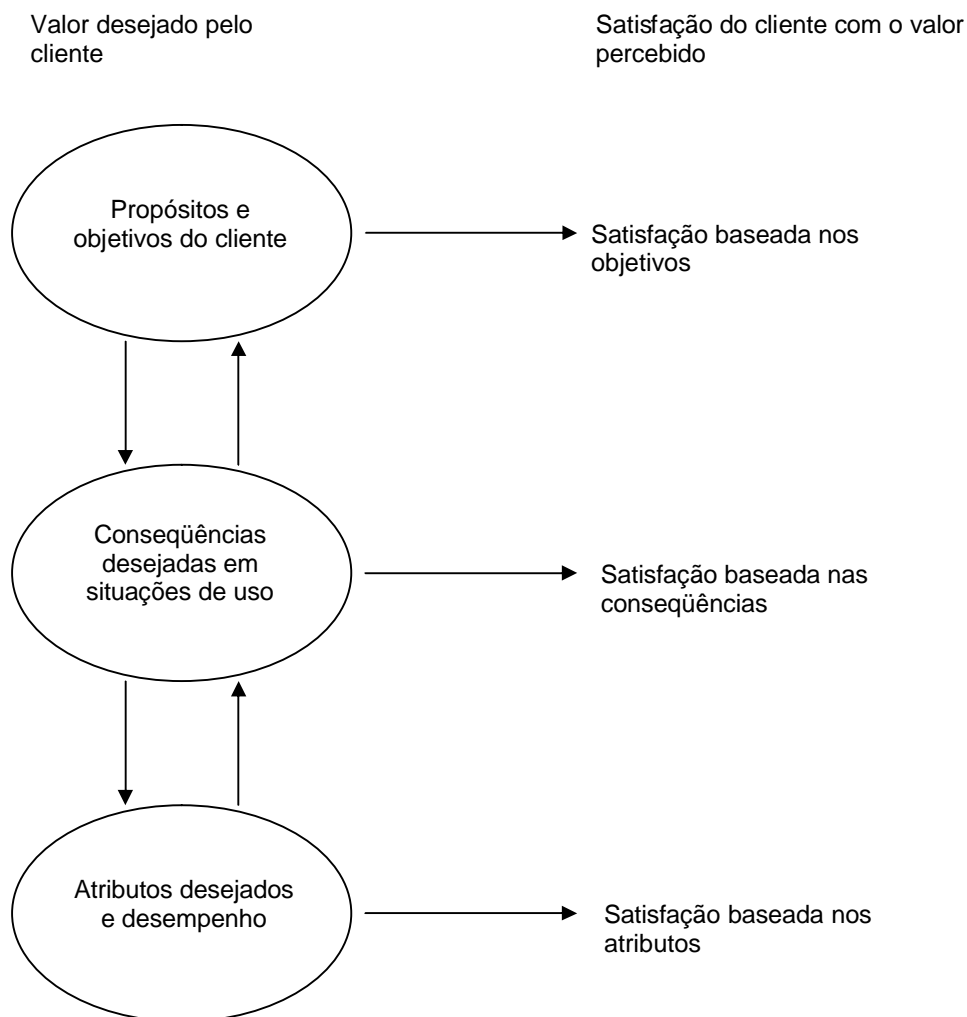 Valor desejado pelo
cliente
Satisfação do cliente com o valor
percebido
Propósitos e
objetivos do cliente
Satisfação baseada nos
objetivos
Conseqüências
desejadas em
situações de uso
Satisfação baseada nas
conseqüências
Atributos desejados
e desempenho
Satisfação baseada nos
atributos